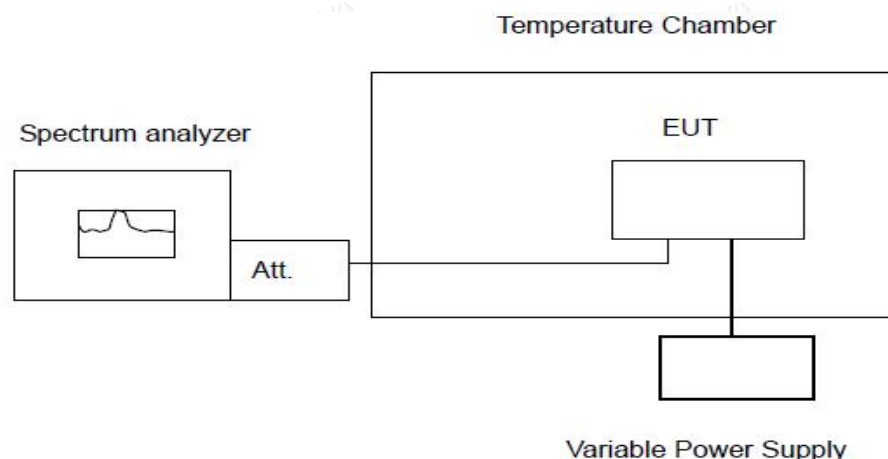 Temperature Chamber
Spectrum analyzer
EUT
Att.
Variable Power Supply